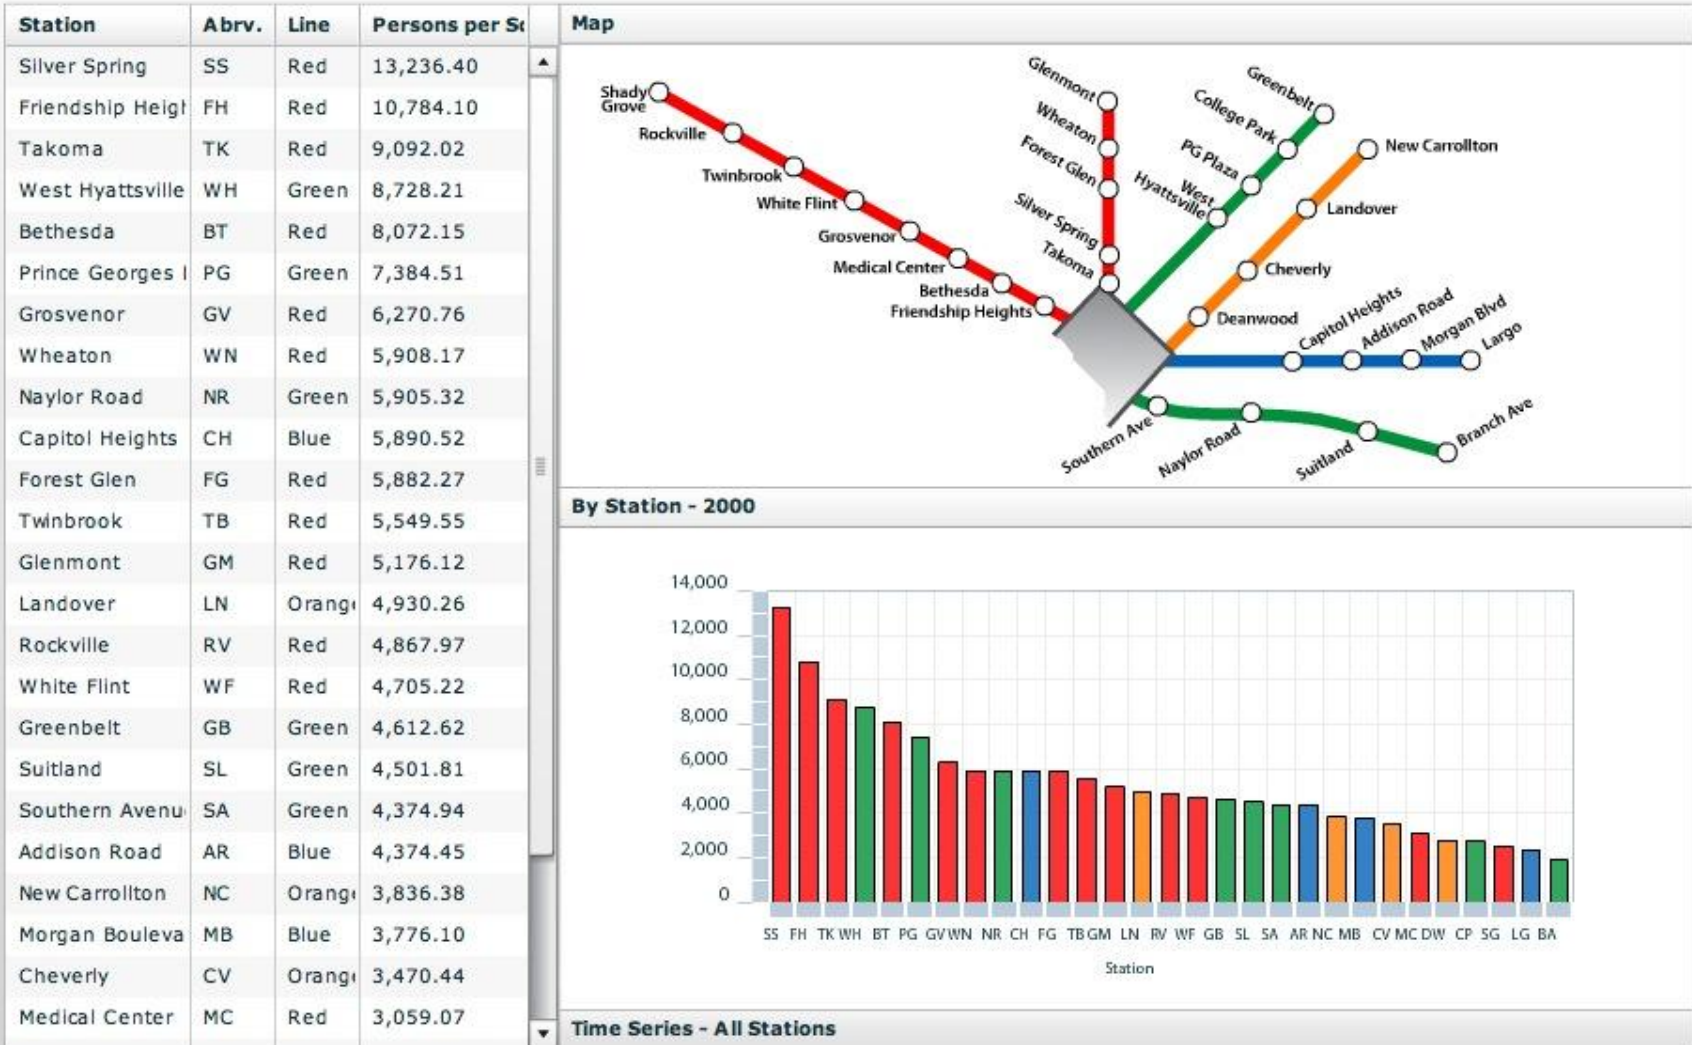 Station Abrv. Line Persons per Sq
Silver Spring SS Red 13,236.40
Friendship Heigh FH Red 10,784.10
Takoma TK Red 9,092.02
West Hyattsville WH Green 8,728.21
Bethesda BT Red 8,072.15
Prince Georges PG Green 7,384.51
Grosvenor GV Red 6,270.76
Wheaton WN Red 5,908.17
Naylor Road NR Green 5,905.32
Capitol Heights CH Blue 5,890.52
Forest Glen FG Red 5,882.27
Twinbrook TB Red 5,549.55
Glenmont GM Red 5,176.12
Landover LN Orang 4,930.26
Rockville RV Red 4,867.97
White Flint WF Red 4,705.22
Greenbelt GB Green 4,612.62
Suitland SL Green 4,501.81
Southern Avenu SA Green 4,374.94
Addison Road AR Blue 4,374.45
New Carrollton NC Orang 3,836.38
Morgan Bouleva MB Blue 3,776.10
Cheverly CV Orang 3,470.44
Medical Center MC Red 3,059.07
Map
Shady
Grove
Rockville
Twinbrook
White Flint
Grosvenor
Medical Center
Bethesda
Friendship Heights
Glenmont
Wheaton
Forest Glen
Silver Spring
Takoma
Greenbelt
College Park
PG Plaza
West
Hyattsville
New Carrollton
Landover
Cheverly
Deanwood
Capitol Heights
Addison Road
Morgan Blvd
Largo
Southern Ave
Naylor Road
Suitland
Branch Ave
By Station - 2000
14,000
12,000
10,000
8,000
6,000
4,000
2,000
0
SS FH TK WH BT PG GV WN NR CH FG TB GM LN RV WF GB SL SA AR NC MB CV MC DW CP SG LG BA
Station
Time Series - All Stations